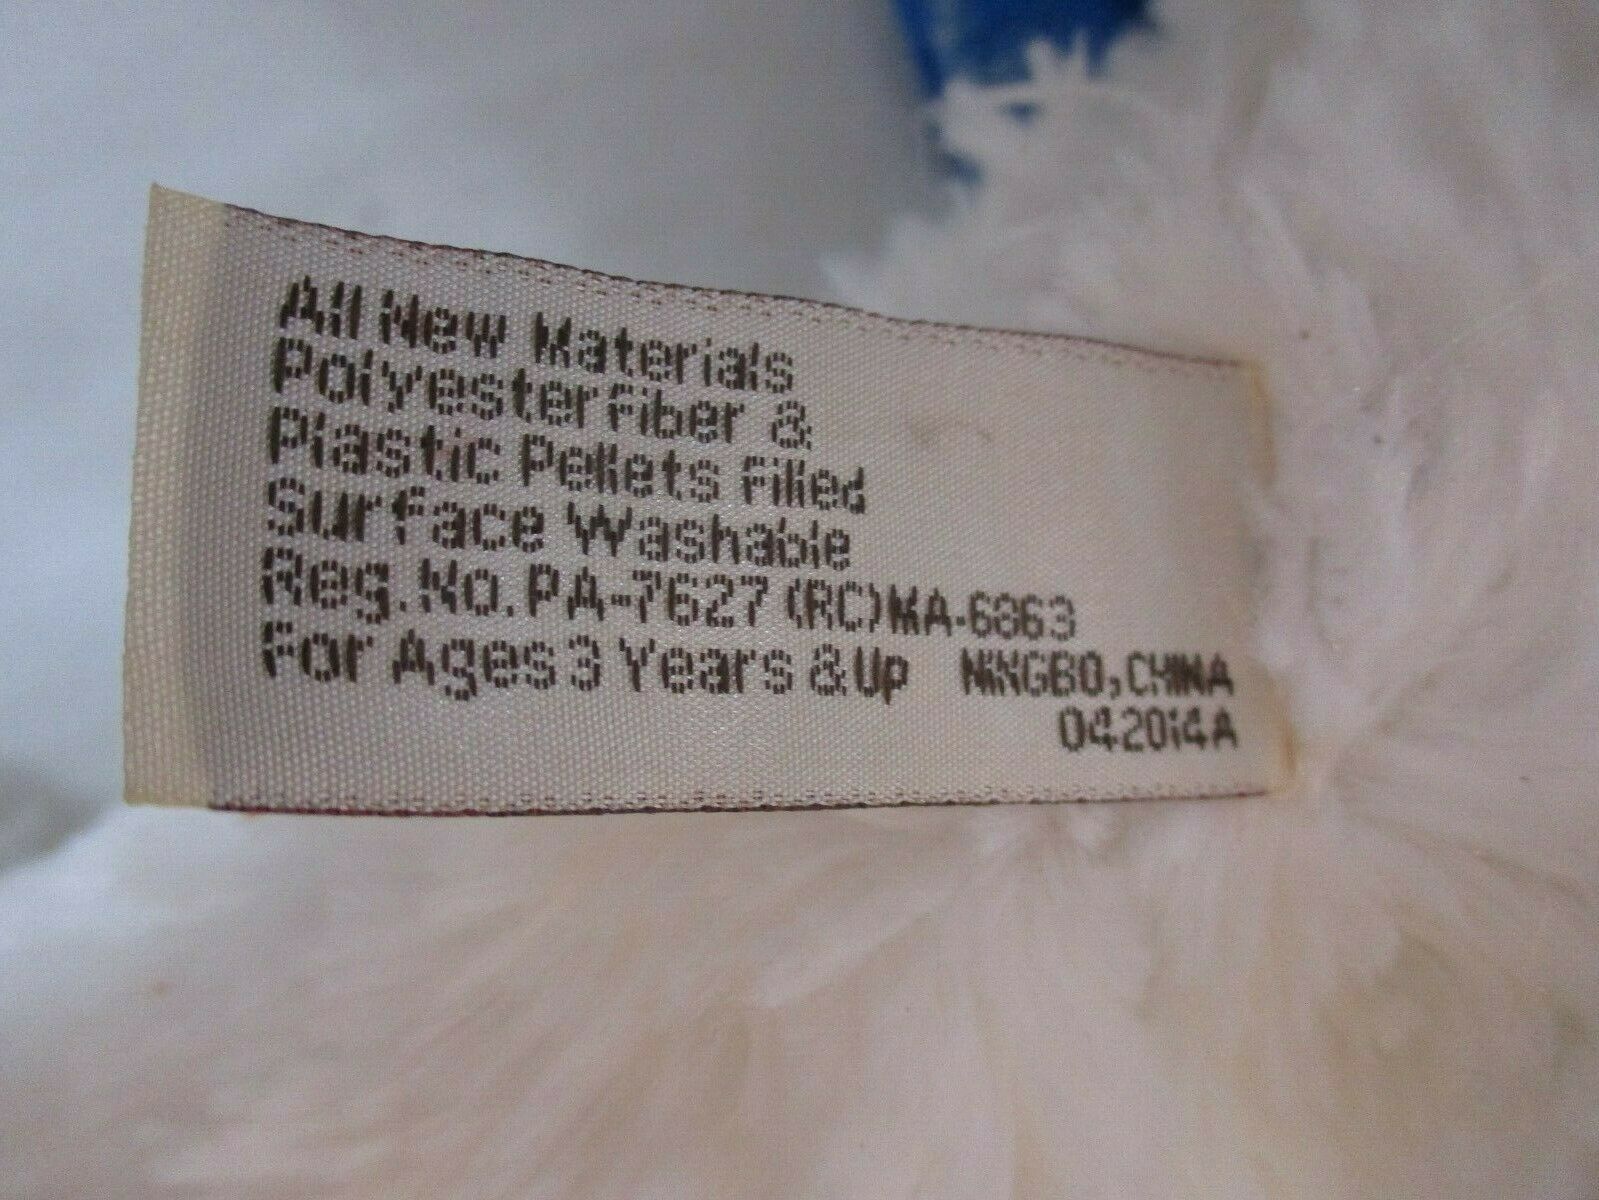 All New Materials
Polyester Fiber &
Plastic Pellets Filled
Surface Washable
Reg. No. PA-7627 (RC) MA-6863
For Ages 3 Years & Up NINGBO, CHINA
042014A